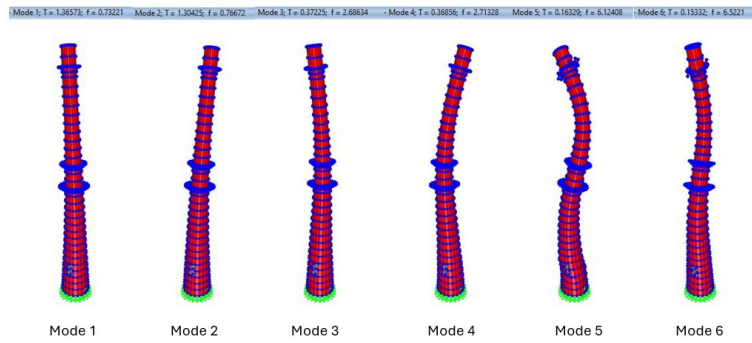 Mode 1; T = 1.36573; f = 0.73221
Mode 2; T = 1.30425; f = 0.76672
Mode 3; T = 0.37225; f = 2.68634
Mode 4; T = 0.36856; f = 2.71328
Mode 5; T = 0.16329; f = 6.12408
Mode 6; T = 0.15332; f = 6.5221
Mode 1
Mode 2
Mode 3
Mode 4
Mode 5
Mode 6